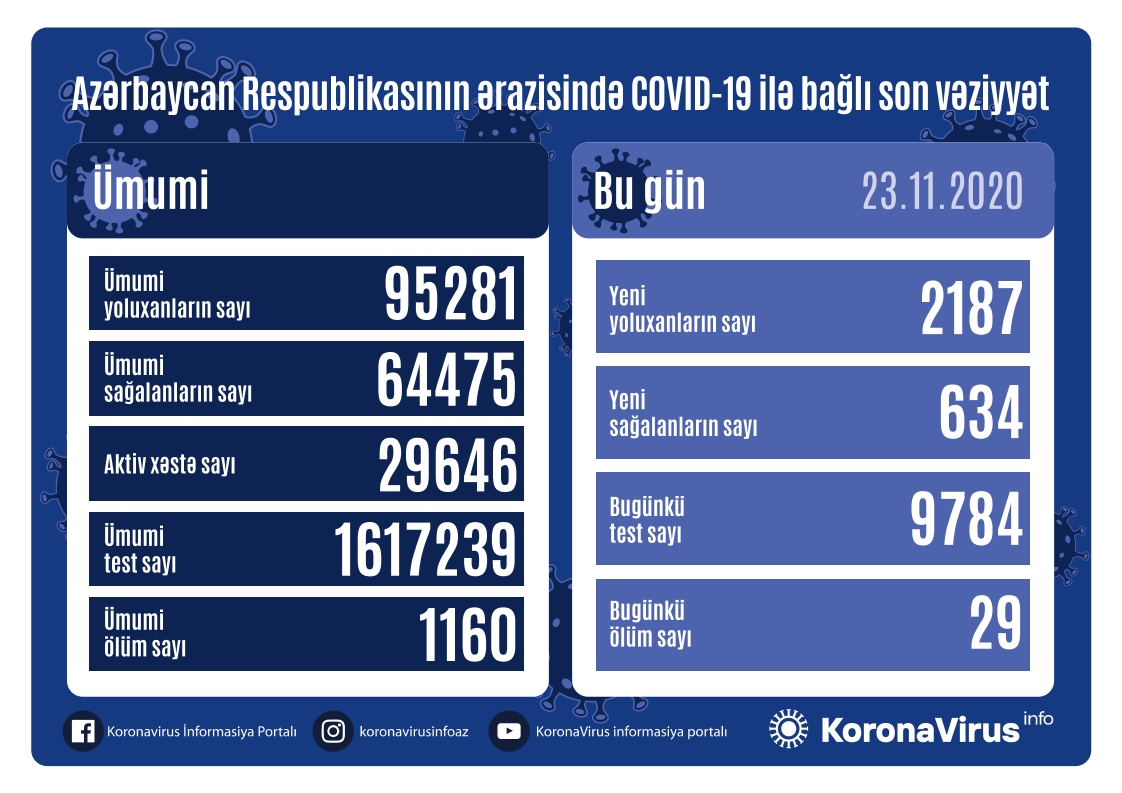 Azərbaycan Respublikasının ərazisində COVID-19 ilə bağlı son vəziyyət
Ümumi
Ümumi
yoluxanların sayı
95281
Ümumi
sağalanların sayı
64475
Aktiv xəstə sayı
29646
Ümumi
test sayı
1617239
Ümumi
ölüm sayı
1160
Bu gün
23.11.2020
Yeni
yoluxanların sayı
2187
Yeni
sağalanların sayı
634
Bugünkü
test sayı
9784
Bugünkü
ölüm sayı
29
Koronavirus İnformasiya Portalı
koronavirusinfoaz
KoronaVirus informasiya portalı
KoronaVirus info